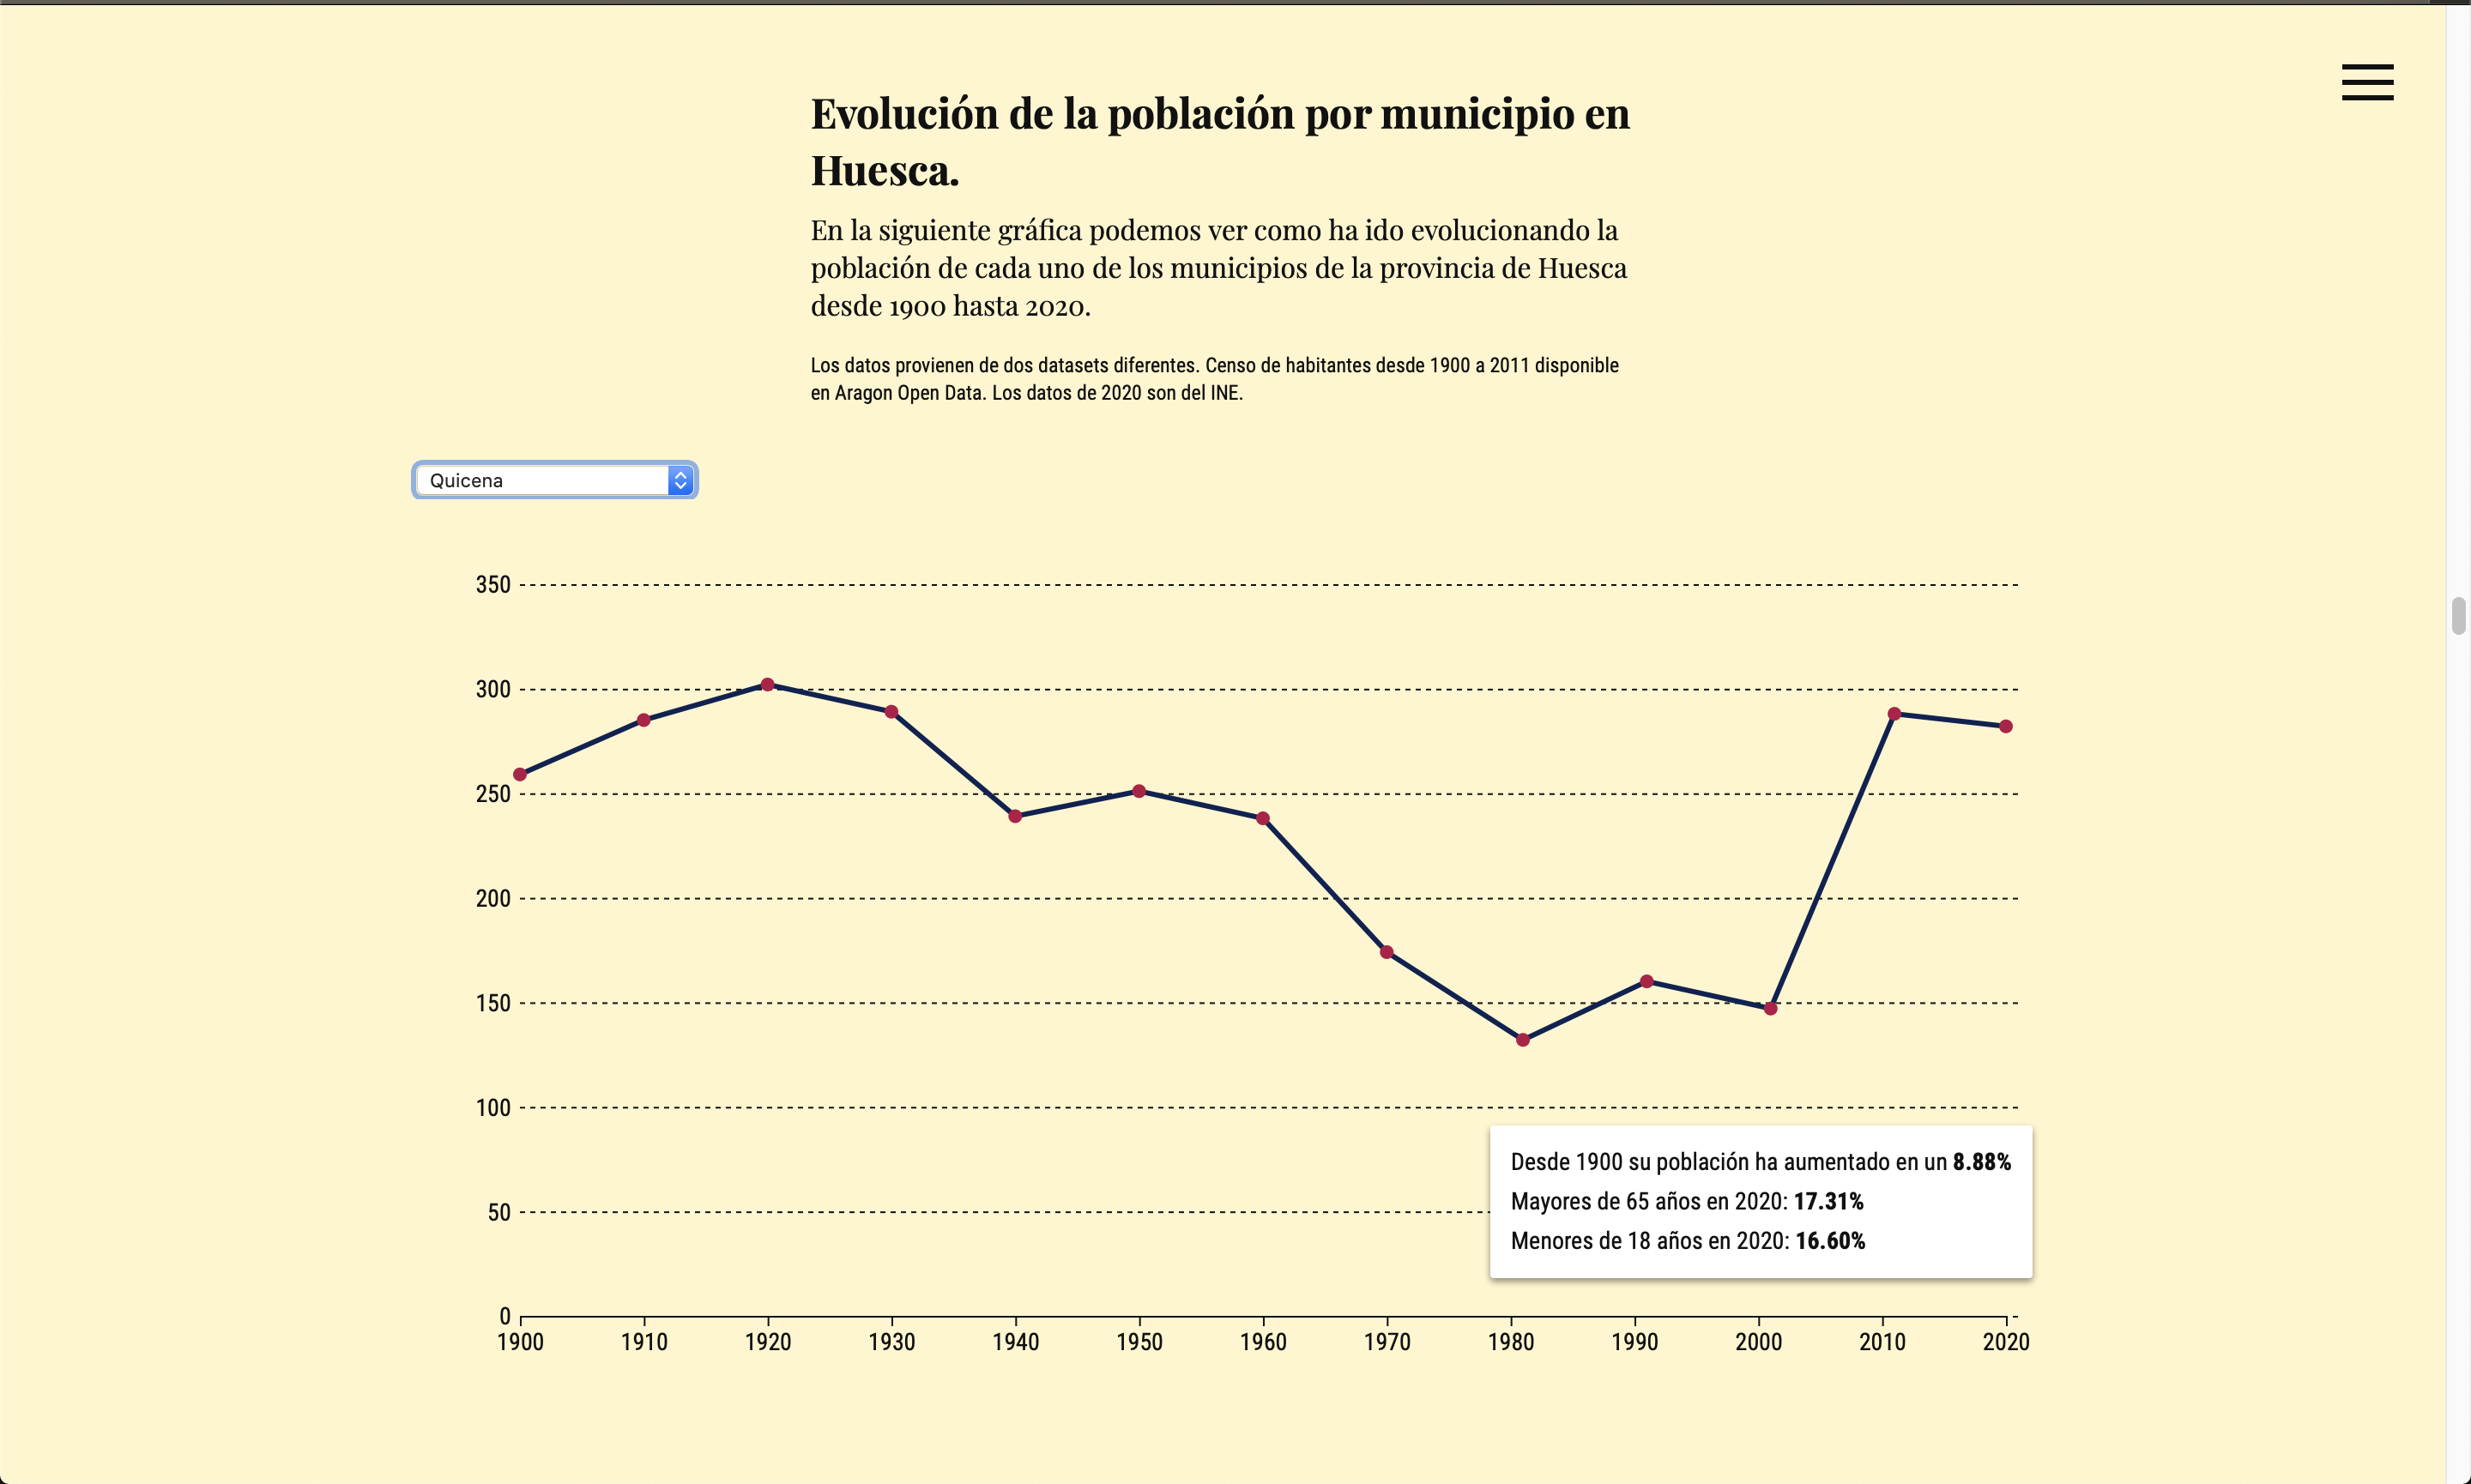 Evolución de la población por municipio en
Huesca.
En la siguiente gráfica podemos ver como ha ido evolucionando la
población de cada uno de los municipios de la provincia de Huesca
desde 1900 hasta 2020.
Los datos provienen de dos datasets diferentes. Censo de habitantes desde 1900 a 2011 disponible
en Aragon Open Data. Los datos de 2020 son del INE.
Quicena
350
300
250
200
150
100
50
0
Desde 1900 su población ha aumentado en un 8.88%
Mayores de 65 años en 2020: 17.31%
Menores de 18 años en 2020: 16.60%
1900 1910 1920 1930 1940 1950 1960 1970 1980 1990 2000 2010 2020